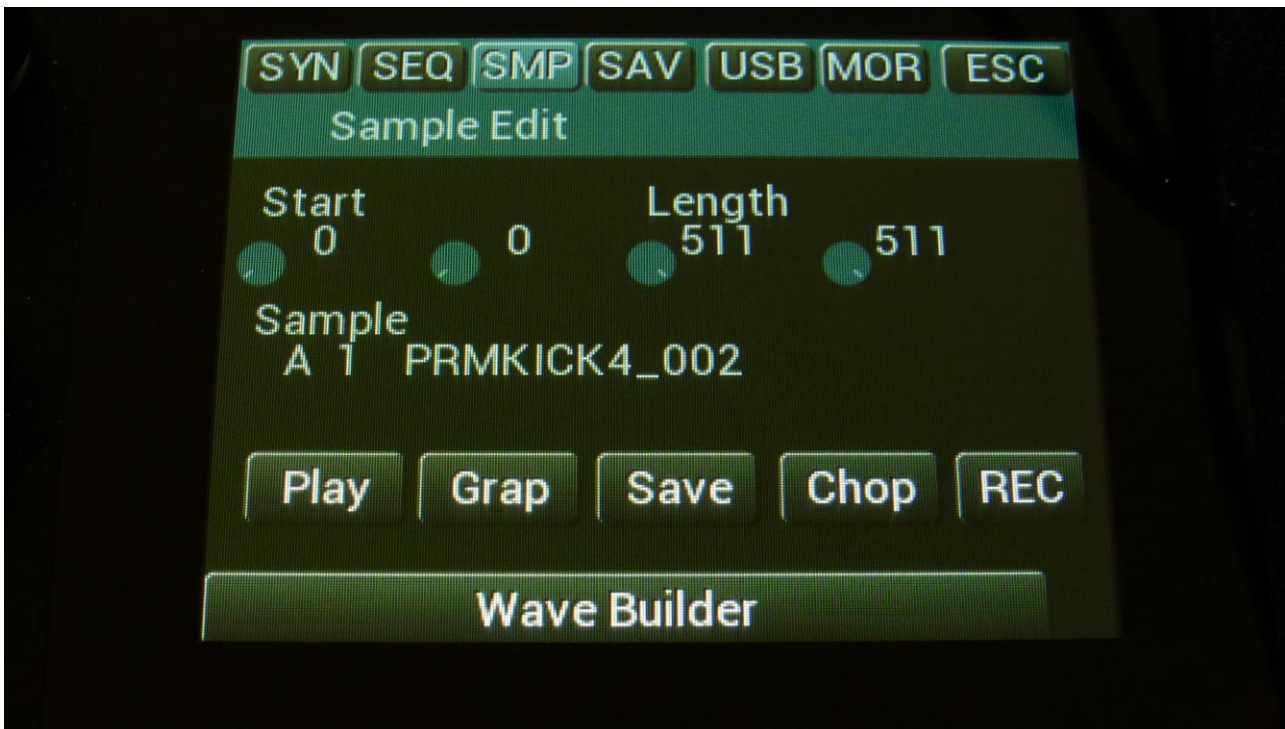 SYN SEQ SMP SAV USB MOR ESC
Sample Edit
Start Length
0 0 511 511
Sample
A 1 PRMKICK4_002
Play Grap Save Chop REC
Wave Builder